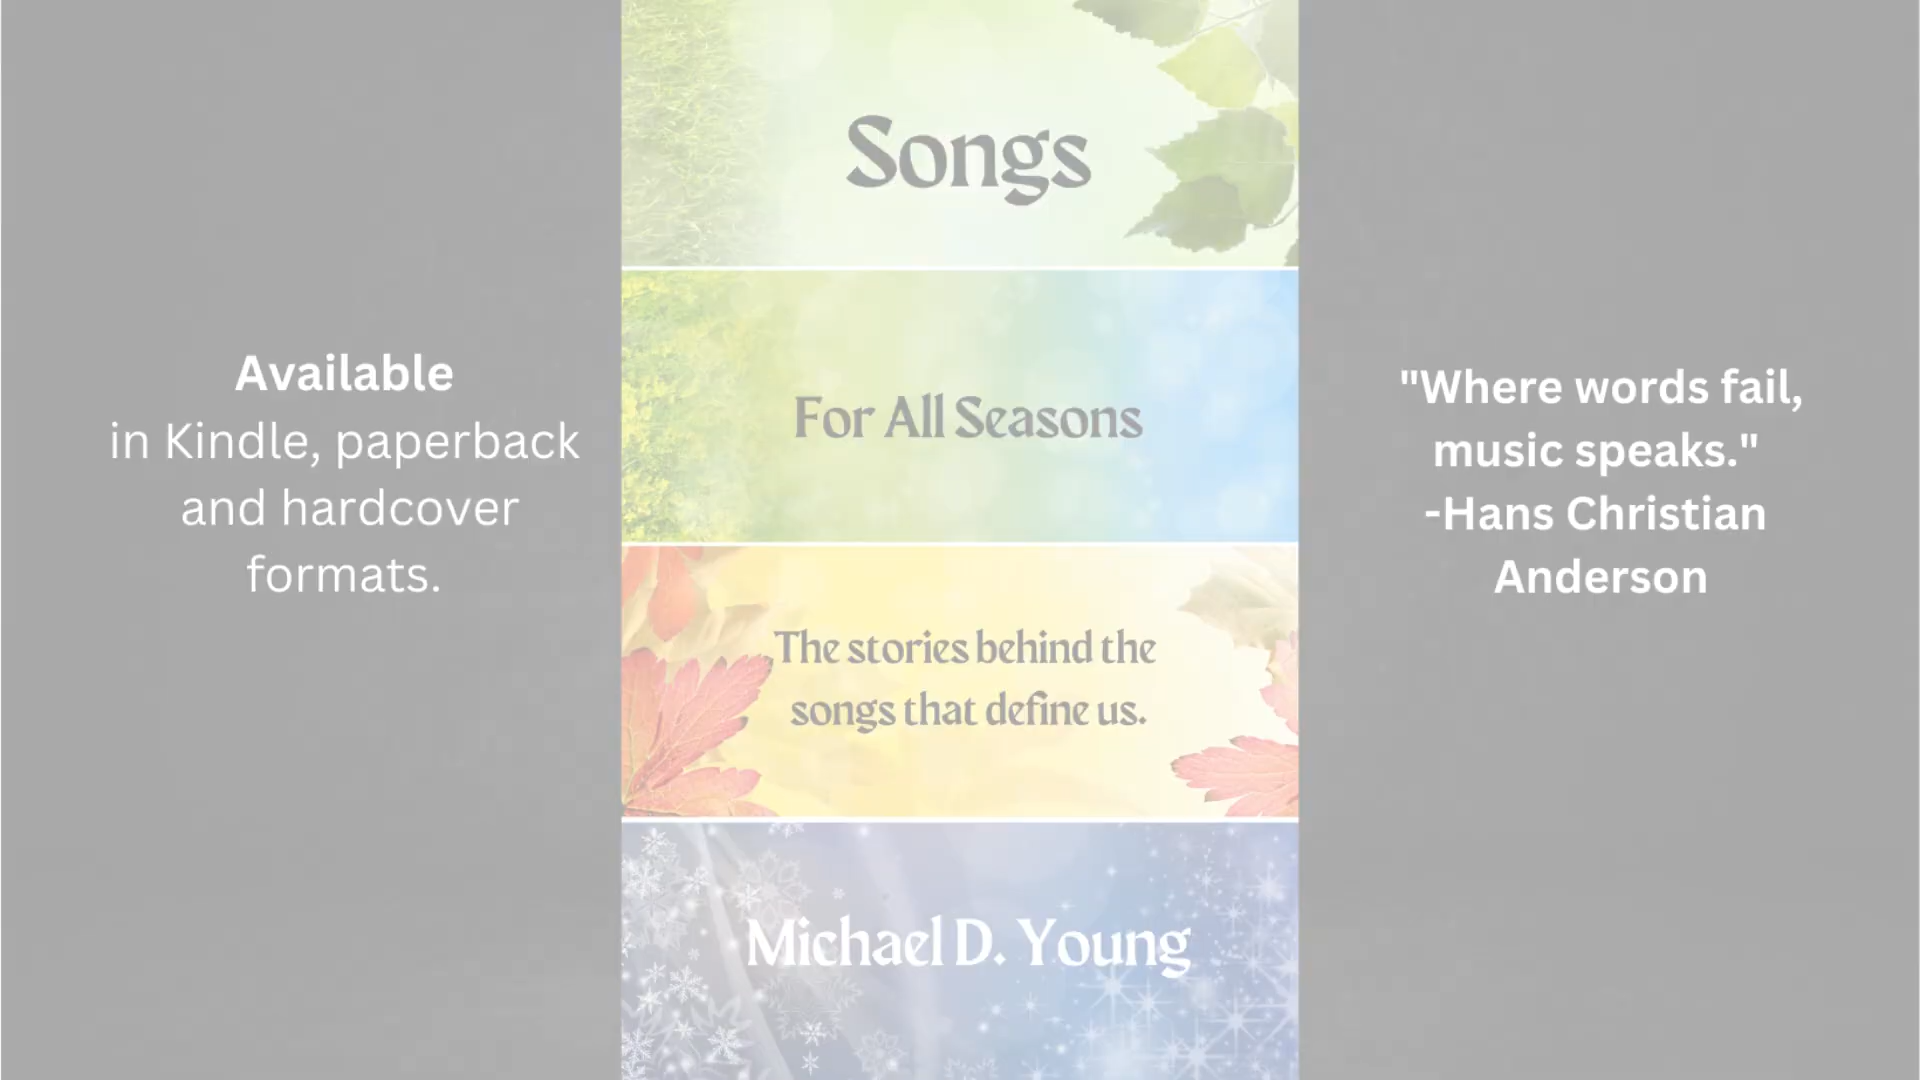 Available
in Kindle, paperback
and hardcover
formats.
Songs
For All Seasons
The stories behind the
songs that define us.
Michael D. Young
"Where words fail,
music speaks."
-Hans Christian
Anderson